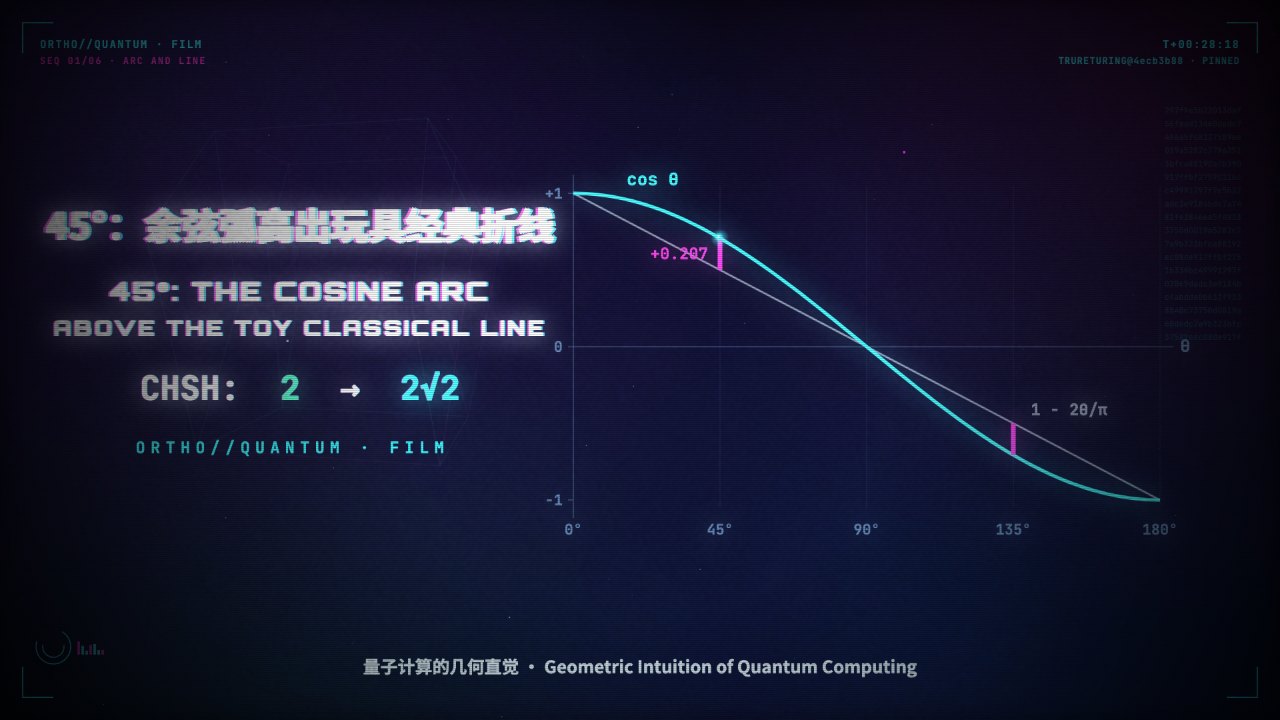 ORTHO//QUANTUM · FILM
SEQ 01/06 · ARC AND LINE
T+00:28:18
TRURETURING@4ecb3b88 · PINNED
45°: 余弦弧高出玩具经典折线
45°: THE COSINE ARC
ABOVE THE TOY CLASSICAL LINE
CHSH: 2 → 2√2
ORTHO//QUANTUM · FILM
cos θ
+1
+0.207
0
θ
1 - 2θ/π
-1
0° 45° 90° 135° 180°
量子计算的几何直觉 · Geometric Intuition of Quantum Computing